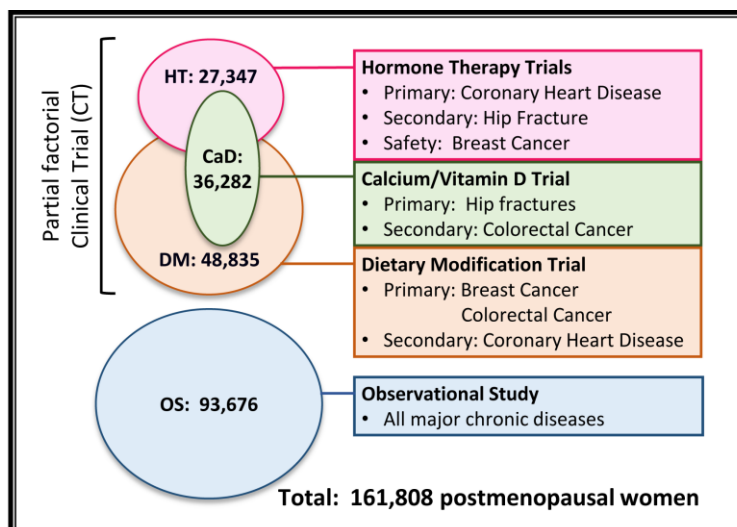 Partial factorial
Clinical Trial (CT)
HT: 27,347
CaD:
36,282
DM: 48,835
OS: 93,676
Hormone Therapy Trials
• Primary: Coronary Heart Disease
• Secondary: Hip Fracture
• Safety: Breast Cancer
Calcium/Vitamin D Trial
• Primary: Hip fractures
• Secondary: Colorectal Cancer
Dietary Modification Trial
• Primary: Breast Cancer
Colorectal Cancer
• Secondary: Coronary Heart Disease
Observational Study
• All major chronic diseases
Total: 161,808 postmenopausal women